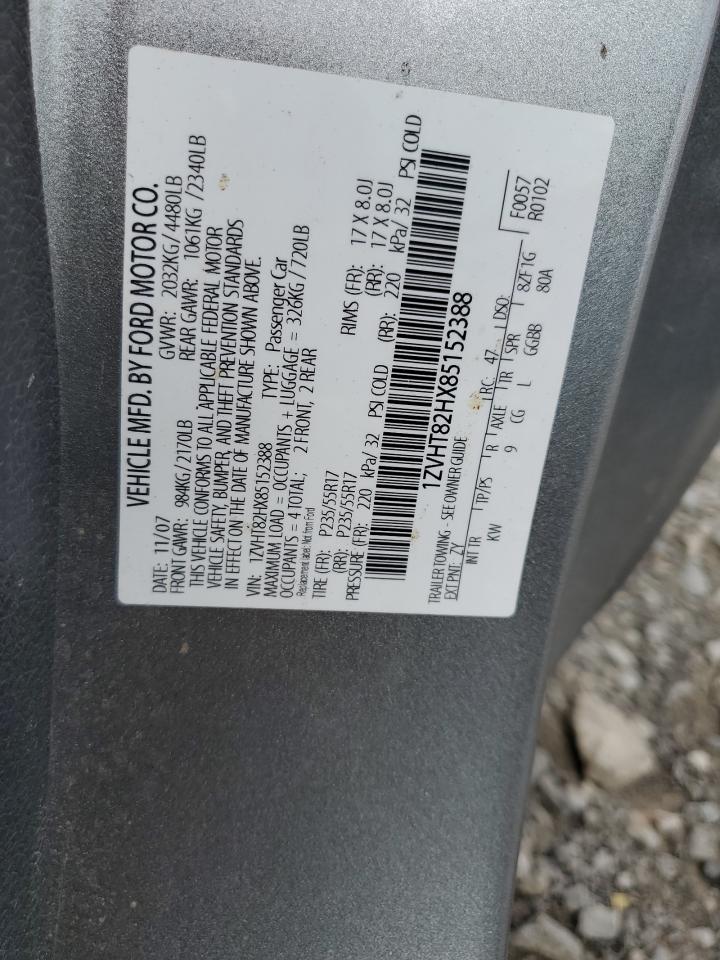 VEHICLE MFD. BY FORD MOTOR CO.
DATE: 11/07 GVWR: 2032KG/4480LB
FRONT GAWR: 984KG/2170LB REAR GAWR: 1061KG/2340LB
THIS VEHICLE CONFORMS TO ALL APPLICABLE FEDERAL MOTOR
VEHICLE SAFETY, BUMPER, AND THEFT PREVENTION STANDARDS
IN EFFECT ON THE DATE OF MANUFACTURE SHOWN ABOVE.
VIN: 1ZVHT82HX85152388 TYPE: Passenger Car
MAXIMUM LOAD = OCCUPANTS + LUGGAGE = 326KG/720LB
OCCUPANTS = 4 TOTAL; 2 FRONT, 2 REAR
Replacement label: Not from Ford
TIRE (FR): P235/55R17 RIMS (FR): 17 X 8.0J
(RR): P235/55R17 (RR): 17 X 8.0J
PRESSURE (FR): 220 kPa/ 32 PSI COLD (RR): 220 kPa/ 32 PSI COLD
1ZVHT82HX85152388
TRAILER TOWING - SEE OWNER GUIDE
EXT PNT: ZY RC: 47 DSO: F0057
INT TR TP/PS R AXLE TR SPR 8ZF1G R0102
KW 9 CG L GGBB 80A